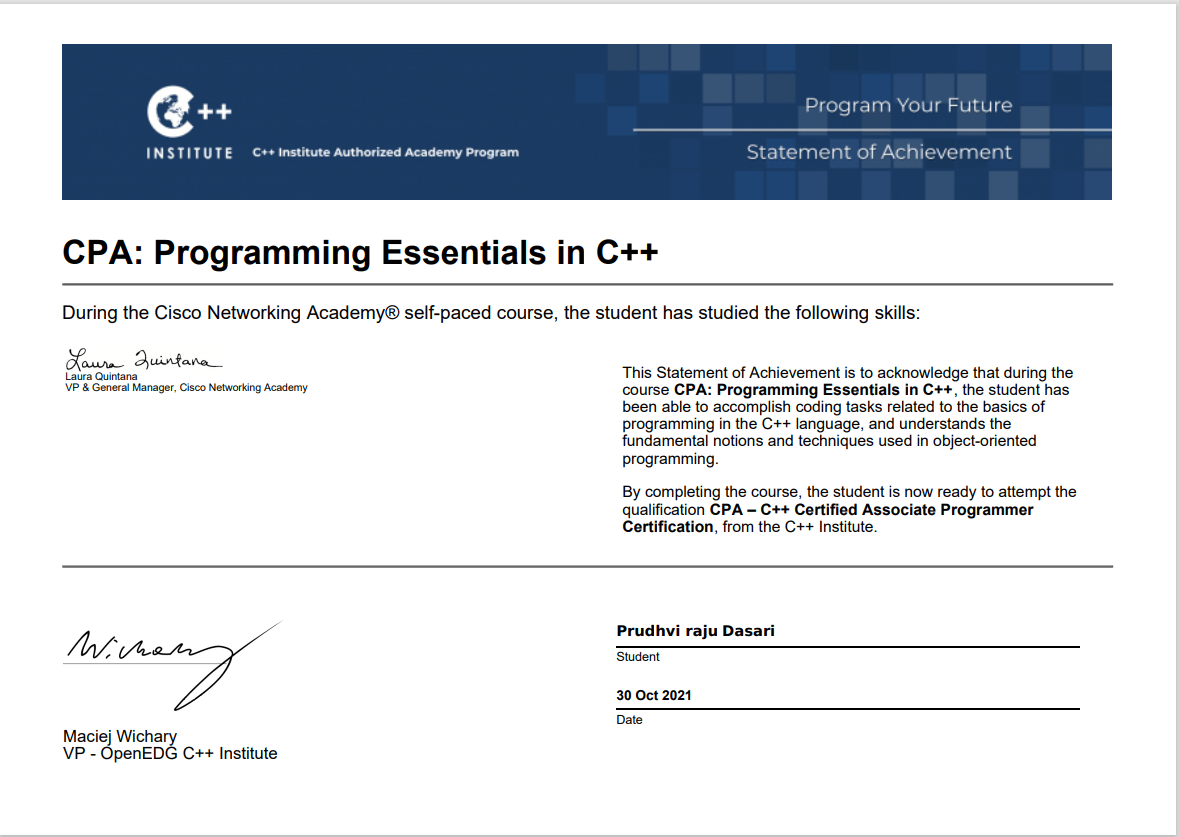 C++
INSTITUTE
C++ Institute Authorized Academy Program
Program Your Future
Statement of Achievement
CPA: Programming Essentials in C++
During the Cisco Networking Academy® self-paced course, the student has studied the following skills:
Laura Quintana
Laura Quintana
VP & General Manager, Cisco Networking Academy
This Statement of Achievement is to acknowledge that during the
course CPA: Programming Essentials in C++, the student has
been able to accomplish coding tasks related to the basics of
programming in the C++ language, and understands the
fundamental notions and techniques used in object-oriented
programming.
By completing the course, the student is now ready to attempt the
qualification CPA – C++ Certified Associate Programmer
Certification, from the C++ Institute.
W.chary
Maciej Wichary
VP - OpenEDG C++ Institute
Prudhvi raju Dasari
Student
30 Oct 2021
Date